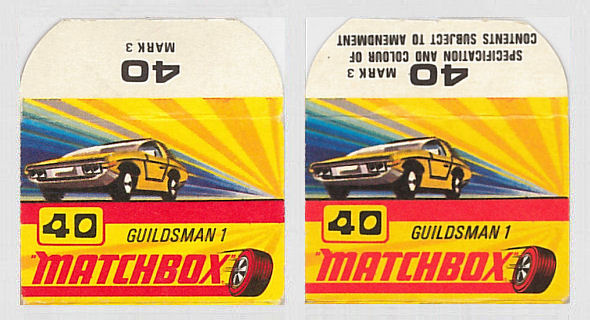 40
MARK 3
40
GUILDSMAN 1
"MATCHBOX"
40 MARK 3
SPECIFICATION AND COLOUR OF
CONTENTS SUBJECT TO AMENDMENT
40
GUILDSMAN 1
"MATCHBOX"